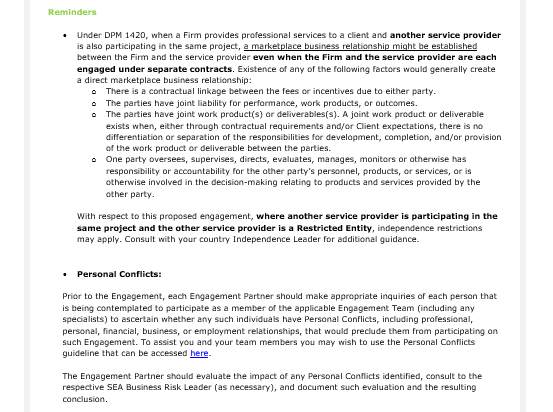 Reminders
• Under DPM 1420, when a Firm provides professional services to a client and another service provider
is also participating in the same project, a marketplace business relationship might be established
between the Firm and the service provider even when the Firm and the service provider are each
engaged under separate contracts. Existence of any of the following factors would generally create
a direct marketplace business relationship:
o There is a contractual linkage between the fees or incentives due to either party.
o The parties have joint liability for performance, work products, or outcomes.
o The parties have joint work product(s) or deliverables(s). A joint work product or deliverable
exists when, either through contractual requirements and/or Client expectations, there is no
differentiation or separation of the responsibilities for development, completion, and/or provision
of the work product or deliverable between the parties.
o One party oversees, supervises, directs, evaluates, manages, monitors or otherwise has
responsibility or accountability for the other party's personnel, products, or services, or is
otherwise involved in the decision-making relating to products and services provided by the
other party.
With respect to this proposed engagement, where another service provider is participating in the
same project and the other service provider is a Restricted Entity, independence restrictions
may apply. Consult with your country Independence Leader for additional guidance.
• Personal Conflicts:
Prior to the Engagement, each Engagement Partner should make appropriate inquiries of each person that
is being contemplated to participate as a member of the applicable Engagement Team (including any
specialists) to ascertain whether any such individuals have Personal Conflicts, including professional,
personal, financial, business, or employment relationships, that would preclude them from participating on
such Engagement. To assist you and your team members you may wish to use the Personal Conflicts
guideline that can be accessed here.
The Engagement Partner should evaluate the impact of any Personal Conflicts identified, consult to the
respective SEA Business Risk Leader (as necessary), and document such evaluation and the resulting
conclusion.